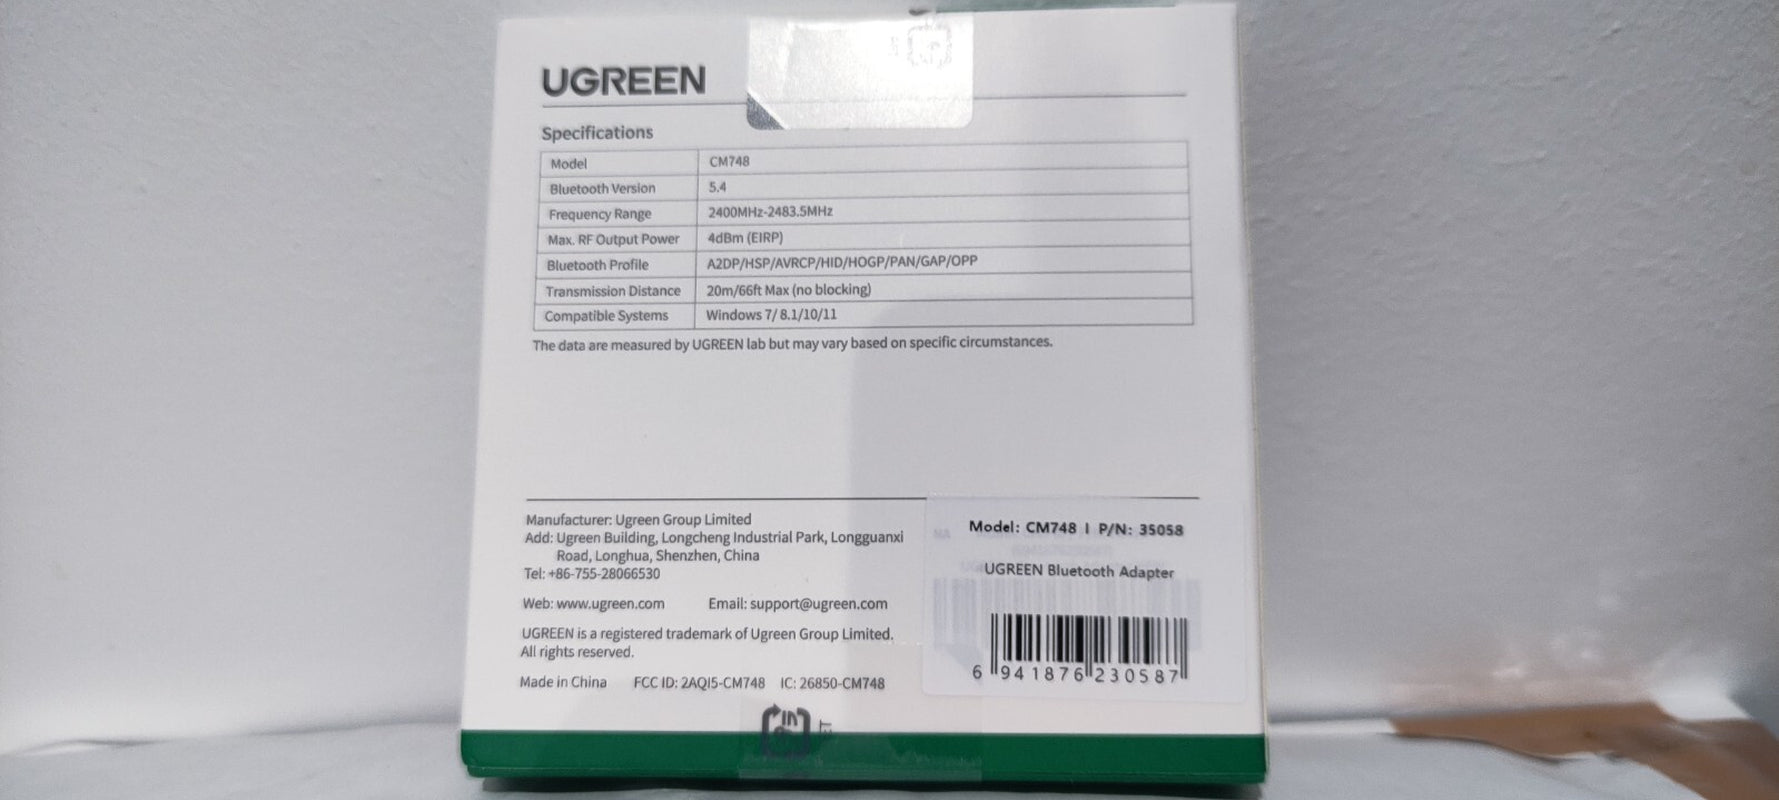 UGREEN
Specifications
Model CM748
Bluetooth Version 5.4
Frequency Range 2400MHz-2483.5MHz
Max. RF Output Power 4dBm (EIRP)
Bluetooth Profile A2DP/HSP/AVRCP/HID/HOGP/PAN/GAP/OPP
Transmission Distance 20m/66ft Max (no blocking)
Compatible Systems Windows 7/ 8.1/10/11
The data are measured by UGREEN lab but may vary based on specific circumstances.
Manufacturer: Ugreen Group Limited
Add: Ugreen Building, Longcheng Industrial Park, Longguanxi
Road, Longhua, Shenzhen, China
Tel: +86-755-28066530
Web: www.ugreen.com Email: support@ugreen.com
UGREEN is a registered trademark of Ugreen Group Limited.
All rights reserved.
Made in China FCC ID: 2AQI5-CM748 IC: 26850-CM748
Model: CM748 | P/N: 35058
UGREEN Bluetooth Adapter
6 941876 230587